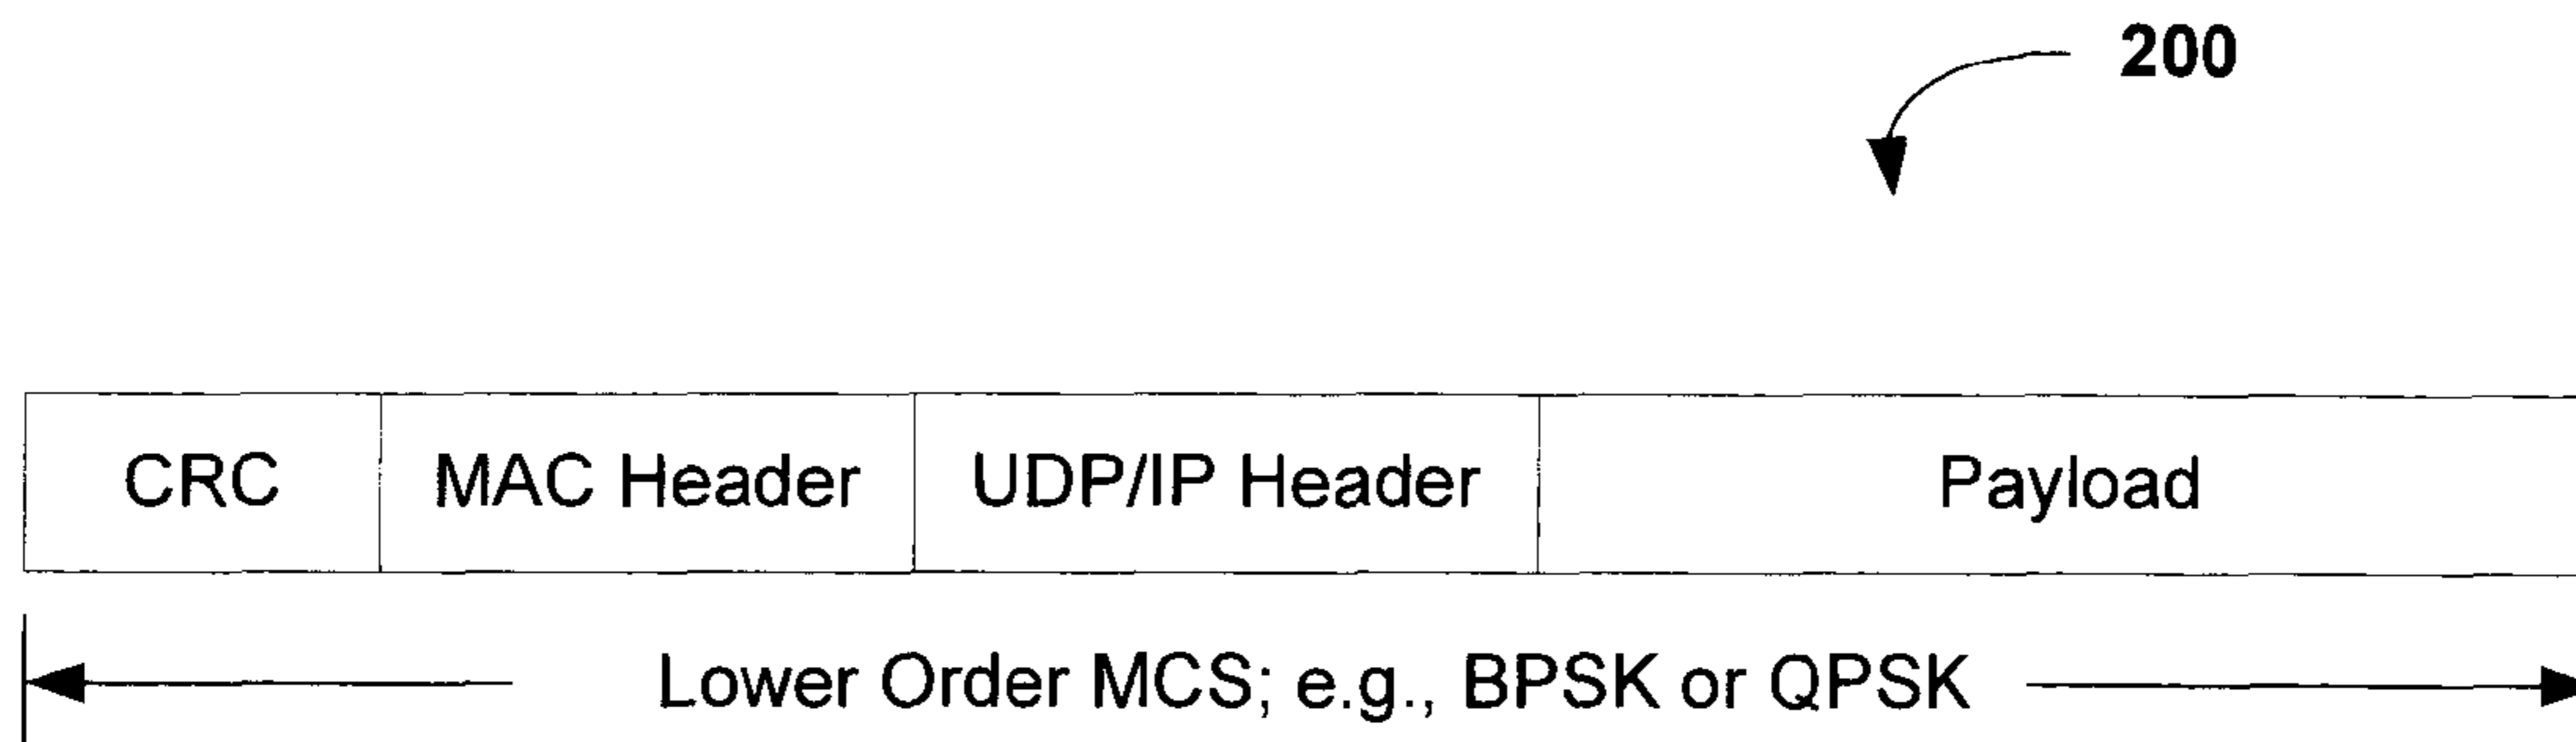 200
CRC MAC Header UDP/IP Header Payload
Lower Order MCS; e.g., BPSK or QPSK